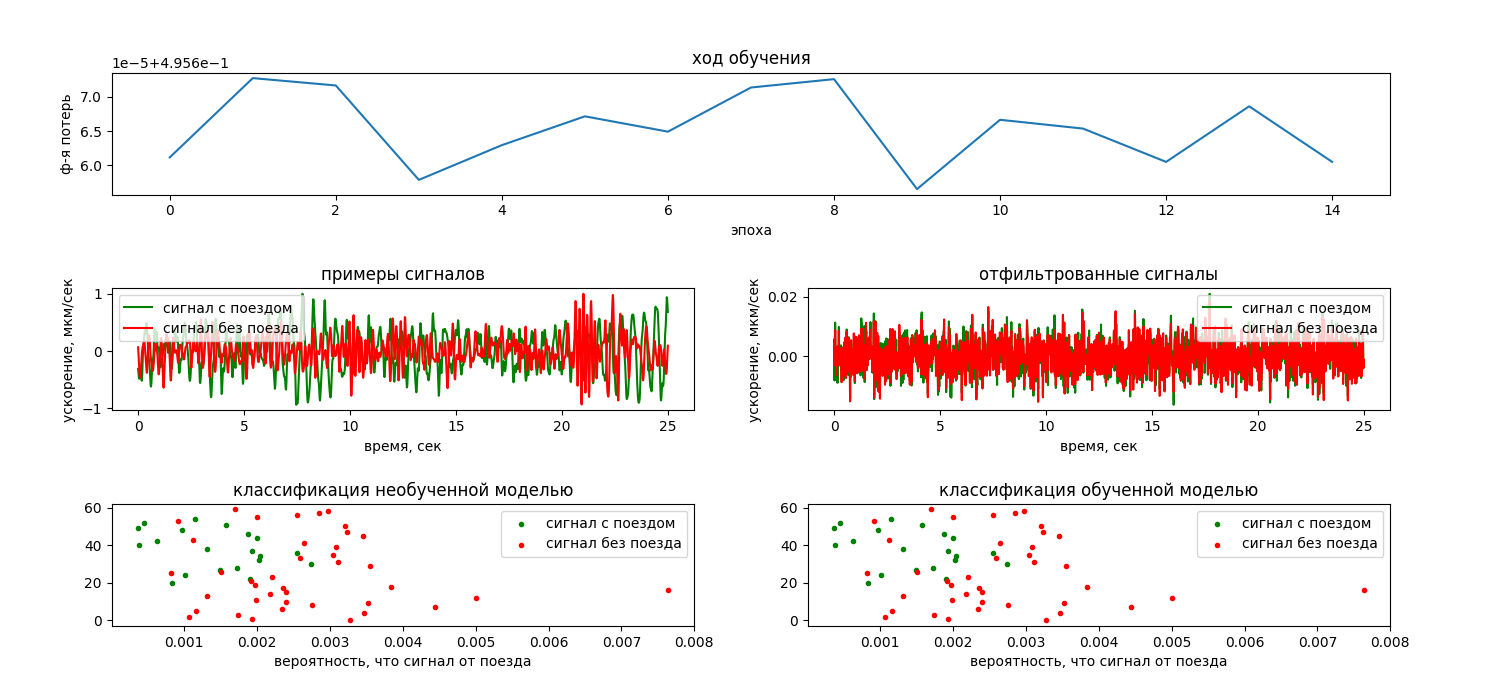 ход обучения
1e−5+4.956e−1
ф-я потерь
7.0
6.5
6.0
0 2 4 6 8 10 12 14
эпоха
примеры сигналов
ускорение, мкм/сек
1
0
−1
сигнал с поездом
сигнал без поезда
0 5 10 15 20 25
время, сек
отфильтрованные сигналы
ускорение, мкм/сек
0.02
0.00
сигнал с поездом
сигнал без поезда
0 5 10 15 20 25
время, сек
классификация необученной моделью
60
40
20
0
сигнал с поездом
сигнал без поезда
0.001 0.002 0.003 0.004 0.005 0.006 0.007 0.008
вероятность, что сигнал от поезда
классификация обученной моделью
60
40
20
0
сигнал с поездом
сигнал без поезда
0.001 0.002 0.003 0.004 0.005 0.006 0.007 0.008
вероятность, что сигнал от поезда